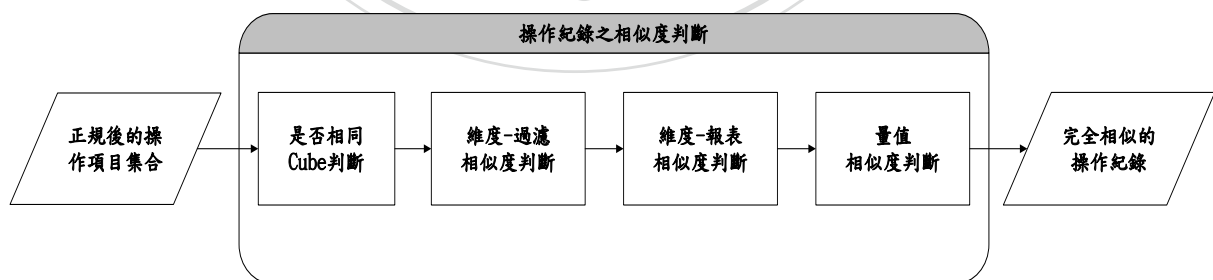 操作紀錄之相似度判斷
正規後的操
作項目集合
是否相同
Cube判斷
維度-過濾
相似度判斷
維度-報表
相似度判斷
量值
相似度判斷
完全相似的
操作紀錄